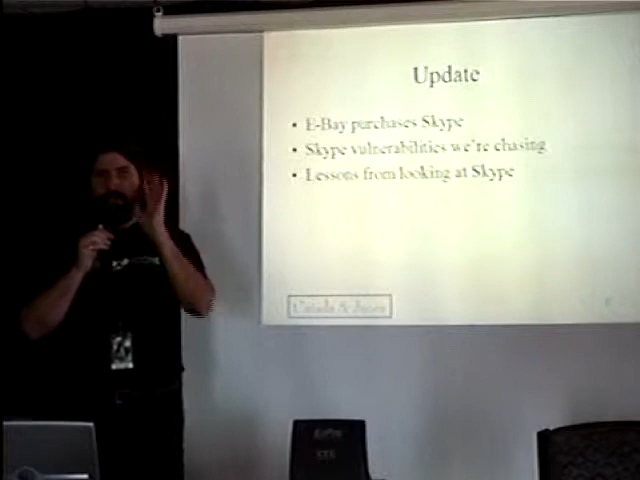 Update
• E-Bay purchases Skype
• Skype vulnerabilities we're chasing
• Lessons from looking at Skype